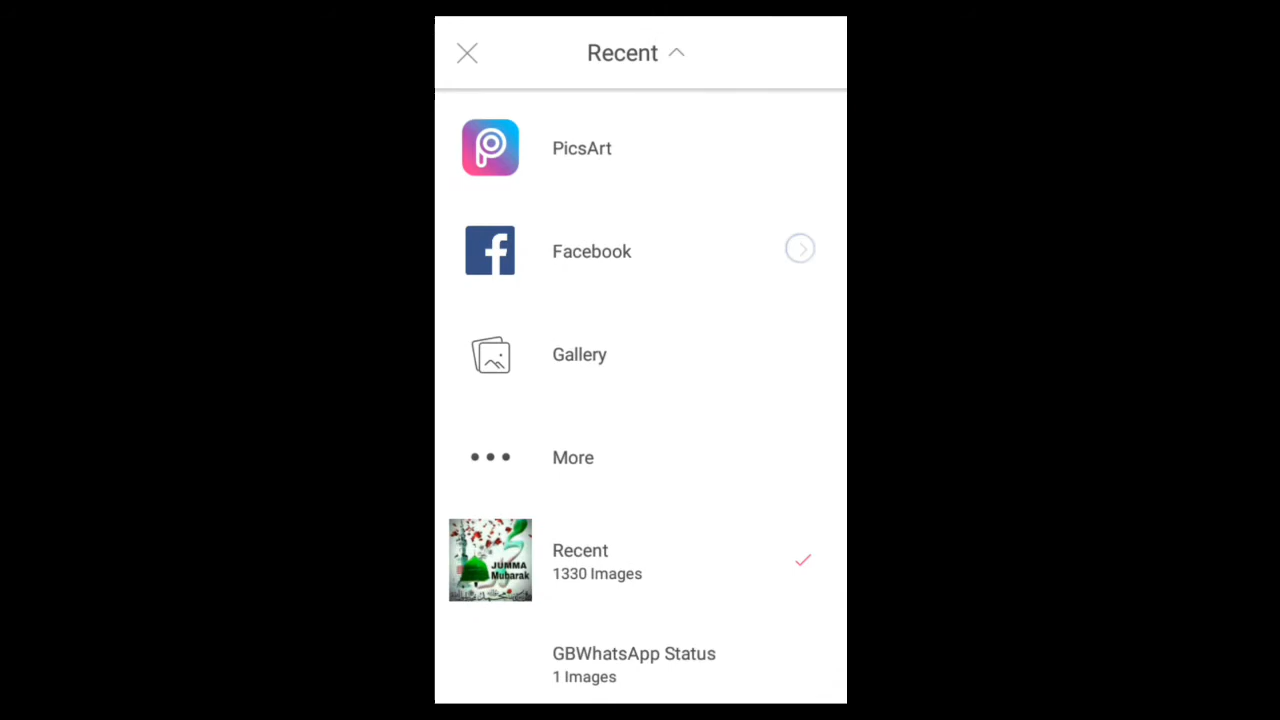 Recent
PicsArt
Facebook
Gallery
More
JUMMA
Mubarak
Recent
1330 Images
GBWhatsApp Status
1 Images